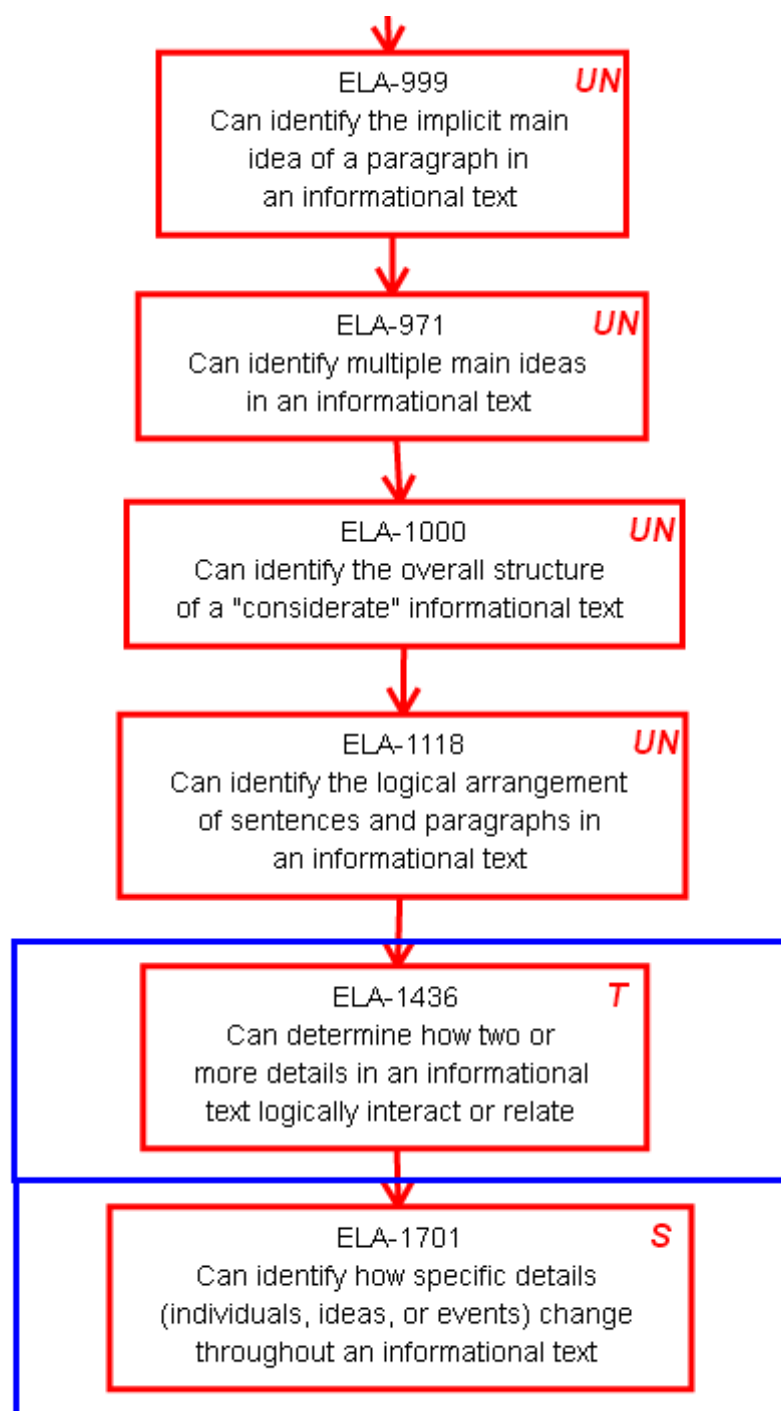 ELA-999 UN
Can identify the implicit main
idea of a paragraph in
an informational text
ELA-971 UN
Can identify multiple main ideas
in an informational text
ELA-1000 UN
Can identify the overall structure
of a "considerate" informational text
ELA-1118 UN
Can identify the logical arrangement
of sentences and paragraphs in
an informational text
ELA-1436 T
Can determine how two or
more details in an informational
text logically interact or relate
ELA-1701 S
Can identify how specific details
(individuals, ideas, or events) change
throughout an informational text